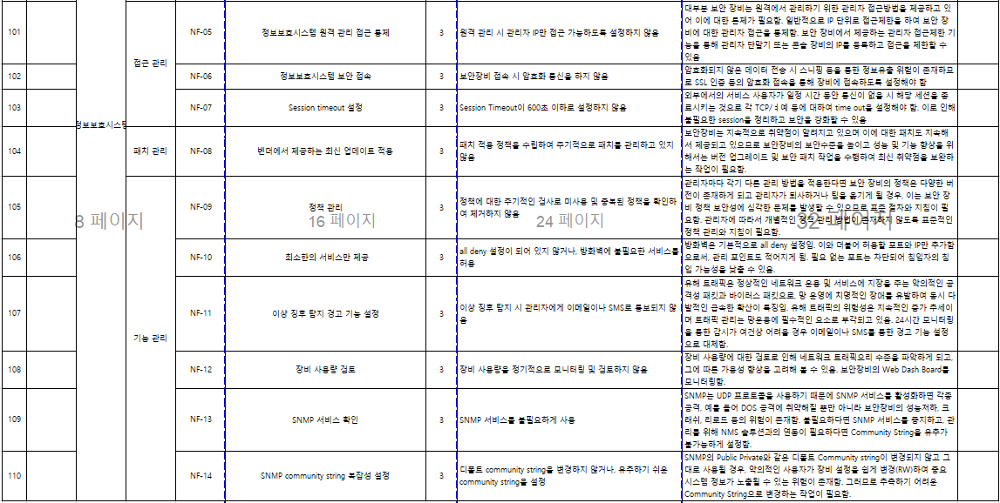 대부분 보안 장비는 원격에서 관리하기 위한 관리자 접근방법을 제공하고 있
어 이에 대한 통제가 필요함. 일반적으로 IP 단위로 접근제한을 하여 보안 장
101 NF-05 정보보호시스템 원격 관리 접근 통제 3 원격 관리 시 관리자 IP만 접근 가능하도록 설정하지 않음 비에 대한 관리자 접근을 통제함. 보안 장비에서 제공하는 관리자 접근제한 기
능을 통해 관리자 단말기 또는 콘솔 장비의 IP를 등록하고 접근을 제한할 수
있음
접근 관리
102 NF-06 정보보호시스템 보안 접속 3 보안장비 접속 시 암호화 통신을 하지 않음 암호화되지 않은 데이터 전송 시 스니핑 등을 통한 정보유출 위험이 존재하므
로 SSL 인증 등의 암호화 접속을 통해 장비에 접속하도록 설정해야 함
외부에서의 서비스 사용자가 일정 시간 동안 통신이 없을 시 해당 세션을 종
103 NF-07 Session timeout 설정 3 Session Timeout이 600초 이하로 설정하지 않음 료시키는 것으로 각 TCP/ 예 등에 대하여 time out을 설정해야 함. 이로 인해
불필요한 session을 정리하고 보안을 강화할 수 있음
정보보호시스템
보안장비는 지속적으로 취약점이 알려지고 있으며 이에 대한 패치도 지속해
104 패치 관리 NF-08 벤더에서 제공하는 최신 업데이트 적용 3 패치 적용 정책을 수립하여 주기적으로 패치를 관리하고 있지
않음
서 제공되고 있으므로 보안장비의 보안수준을 높이고 성능 및 기능 향상을 위
해서는 버전 업그레이드 및 보안 패치 작업을 수행하여 최신 취약점을 보완하
는 작업이 필요함.
관리자마다 각기 다른 관리 방법을 적용한다면 보안 장비의 정책은 다양한 버
전이 존재하게 되고 관리자가 퇴사하거나 팀을 옮기게 될 경우, 이는 보안 장
105 NF-09 정책 관리 3 정책에 대한 주기적인 검사로 미사용 및 중복된 정책을 확인하
여 제거하지 않음
비 정책 보안성에 심각한 문제를 발생할 수 있으므로 표준 절차와 지침이 필
요함. 관리자에 따라서 개별적인 정책 관리 방법이 존재하지 않도록 표준적인
정책 관리와 지침이 필요함.
8 페이지 16 페이지 24 페이지 32 페이지
106 NF-10 최소한의 서비스만 제공 3 all deny 설정이 되어 있지 않거나, 방화벽에 불필요한 서비스를
허용
방화벽은 기본적으로 all deny 설정임. 이와 더불어 허용할 포트와 IP만 추가함
으로써, 관리 포인트도 적어지게 됨. 필요 없는 포트는 차단되어 침입자의 침
입 가능성을 낮출 수 있음.
유해 트래픽은 정상적인 네트워크 운용 및 서비스에 지장을 주는 악의적인 공
격성 패킷과 바이러스 패킷으로, 망 운영에 치명적인 장애를 유발하여 동시 다
107 NF-11 이상 징후 탐지 경고 기능 설정 3 이상 징후 탐지 시 관리자에게 이메일이나 SMS로 통보되지 않
음
발적인 급속한 확산이 특징임. 유해 트래픽의 위험성은 지속적인 증가 추세이
며 트래픽 관리는 망운용에 필수적인 요소로 부각되고 있음. 24시간 모니터링
을 통한 감시가 여건상 어려울 경우 이메일이나 SMS를 통한 경고 기능 설정
으로 대체함.
기능 관리
장비 사용량에 대한 검토로 인해 네트워크 트래픽으리 수준을 파악하게 되고,
108 NF-12 장비 사용량 검토 3 장비 사용량을 정기적으로 모니터링 및 검토하지 않음 그에 따른 가용성 향상을 고려해 볼 수 있음. 보안장비의 Web Dash Board를
모니터링함.
SNMP는 UDP 프로토콜을 사용하기 때문에 SNMP 서비스를 활성화하면 각종
공격, 예를 들어 DOS 공격에 취약해질 뿐만 아니라 보안장비의 성능저하, 크
109 NF-13 SNMP 서비스 확인 3 SNMP 서비스를 불필요하게 사용 래쉬, 리로드 등의 위험이 존재함. 불필요하다면 SNMP 서비스를 중지하고, 관
리를 위해 NMS 솔루션과의 연동이 필요하다면 Community String을 유추가
불가능하게 설정함.
SNMP의 Public Private와 같은 디폴트 Community string이 변경되지 않고 그
110 NF-14 SNMP community string 복잡성 설정 3 디폴트 community string을 변경하지 않거나, 유추하기 쉬운
community string을 설정
대로 사용될 경우, 악의적인 사용자가 장비 설정을 쉽게 변경(RW)하여 중요
시스템 정보가 노출될 수 있는 위험이 존재함. 그러므로 추측하기 어려운
Community String으로 변경하는 작업이 필요함.